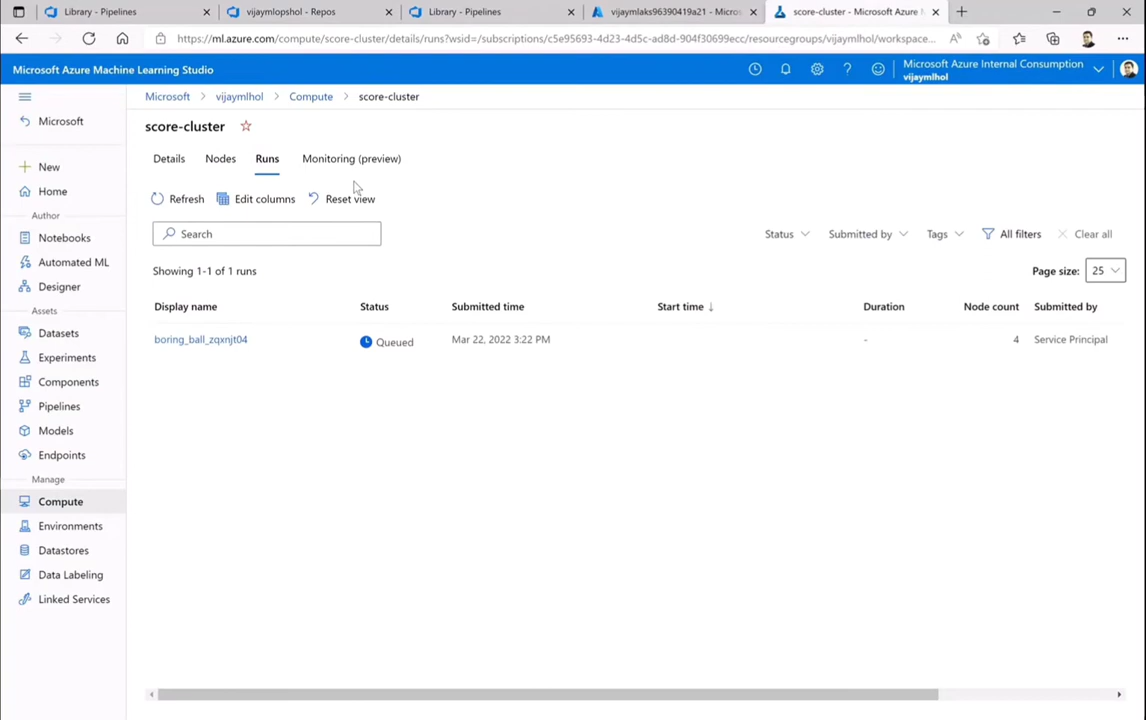 Library - Pipelines
vijaymlopshol - Repos
Library - Pipelines
vijaymlaks96390419a21 - Micros
score-cluster - Microsoft Azure
https://ml.azure.com/compute/score-cluster/details/runs?wsid=/subscriptions/c5e95693-4d23-4d5c-ad8d-904f30699ecc/resourcegroups/vijaymlhol/workspace...
Microsoft Azure Machine Learning Studio
Microsoft Azure Internal Consumption
vijaymlhol
Microsoft > vijaymlhol > Compute > score-cluster
Microsoft
New
Home
Author
Notebooks
Automated ML
Designer
Assets
Datasets
Experiments
Components
Pipelines
Models
Endpoints
Manage
Compute
Environments
Datastores
Data Labeling
Linked Services
score-cluster
Details Nodes Runs Monitoring (preview)
Refresh Edit columns Reset view
Search
Status Submitted by Tags All filters Clear all
Showing 1-1 of 1 runs
Page size: 25
Display name Status Submitted time Start time ↓ Duration Node count Submitted by
boring_ball_zqxnjt04 Queued Mar 22, 2022 3:22 PM - 4 Service Principal